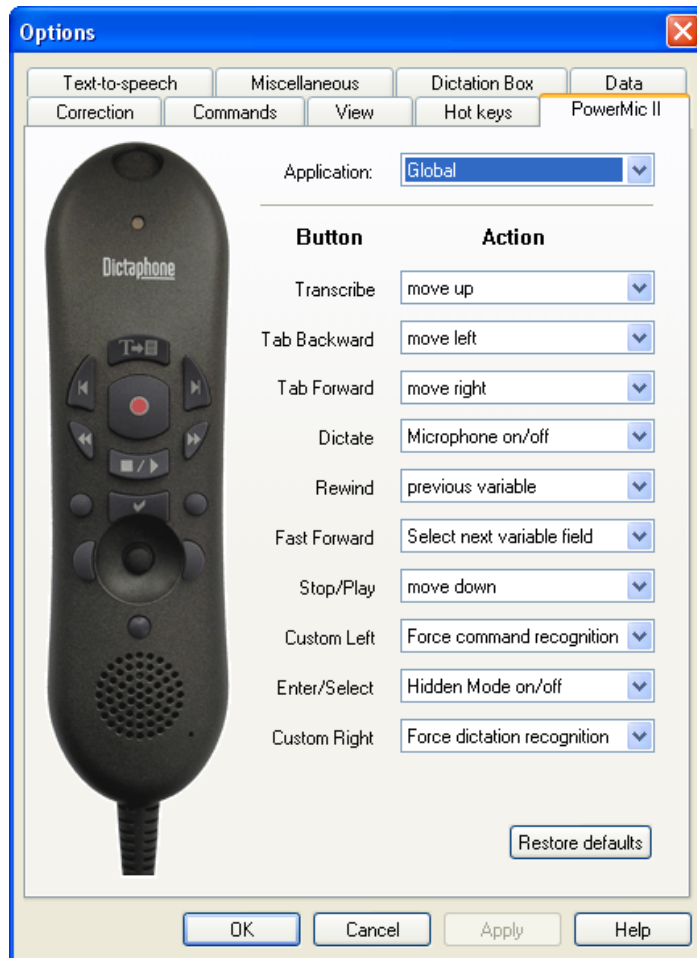 Options
Text-to-speech Miscellaneous Dictation Box Data
Correction Commands View Hot keys PowerMic II
Application: Global
Button Action
Dictaphone
Transcribe move up
T
Tab Backward move left
Tab Forward move right
Dictate Microphone on/off
Rewind previous variable
Fast Forward Select next variable field
Stop/Play move down
Custom Left Force command recognition
Enter/Select Hidden Mode on/off
Custom Right Force dictation recognition
Restore defaults
OK Cancel Apply Help